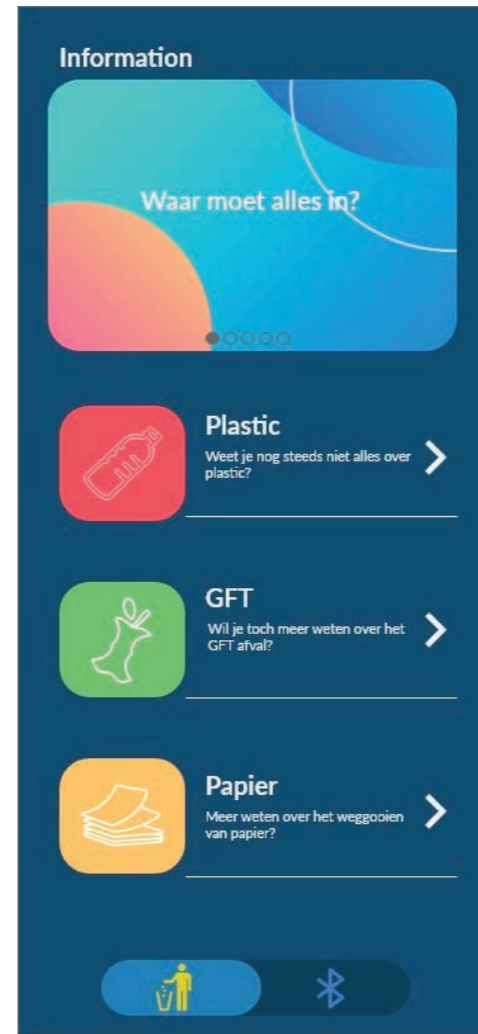 Information
Waar moet alles in?
Plastic
Weet je nog steeds niet alles over
plastic?
GFT
Wil je toch meer weten over het
GFT afval?
Papier
Meer weten over het weggooien
van papier?